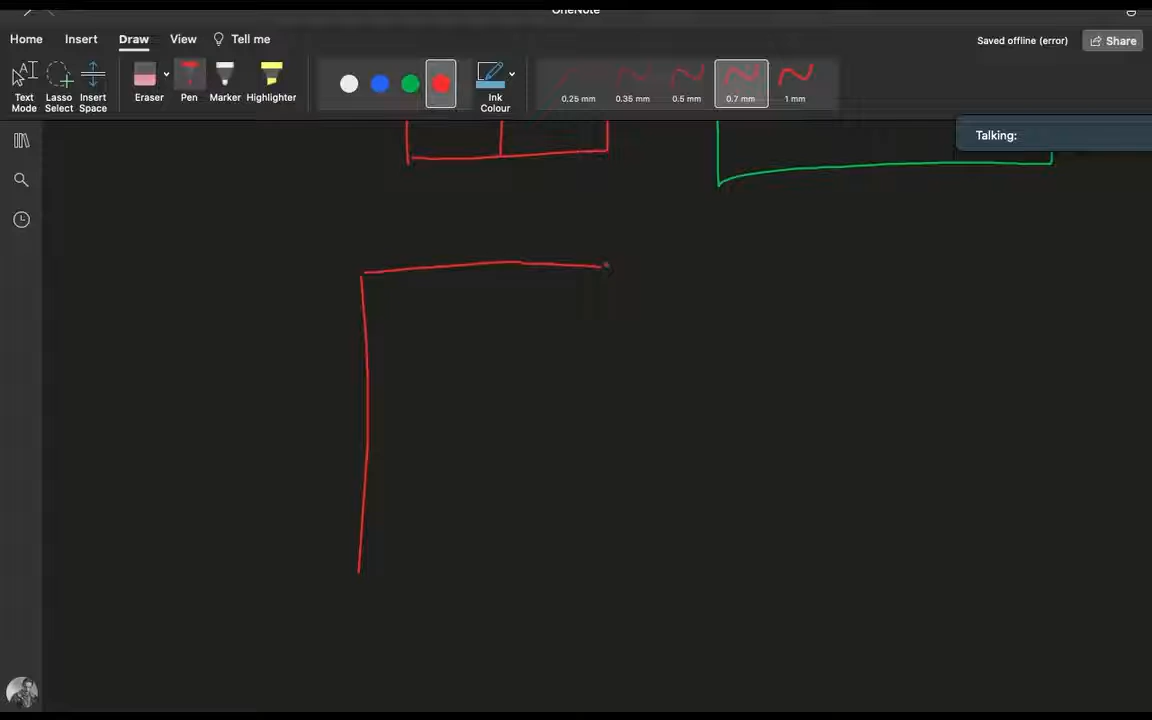 OneNote
Home Insert Draw View Tell me
Saved offline (error) Share
Text Mode
Lasso Select
Insert Space
Eraser
Pen
Marker
Highlighter
Ink Colour
0.25 mm
0.35 mm
0.5 mm
0.7 mm
1 mm
Talking: